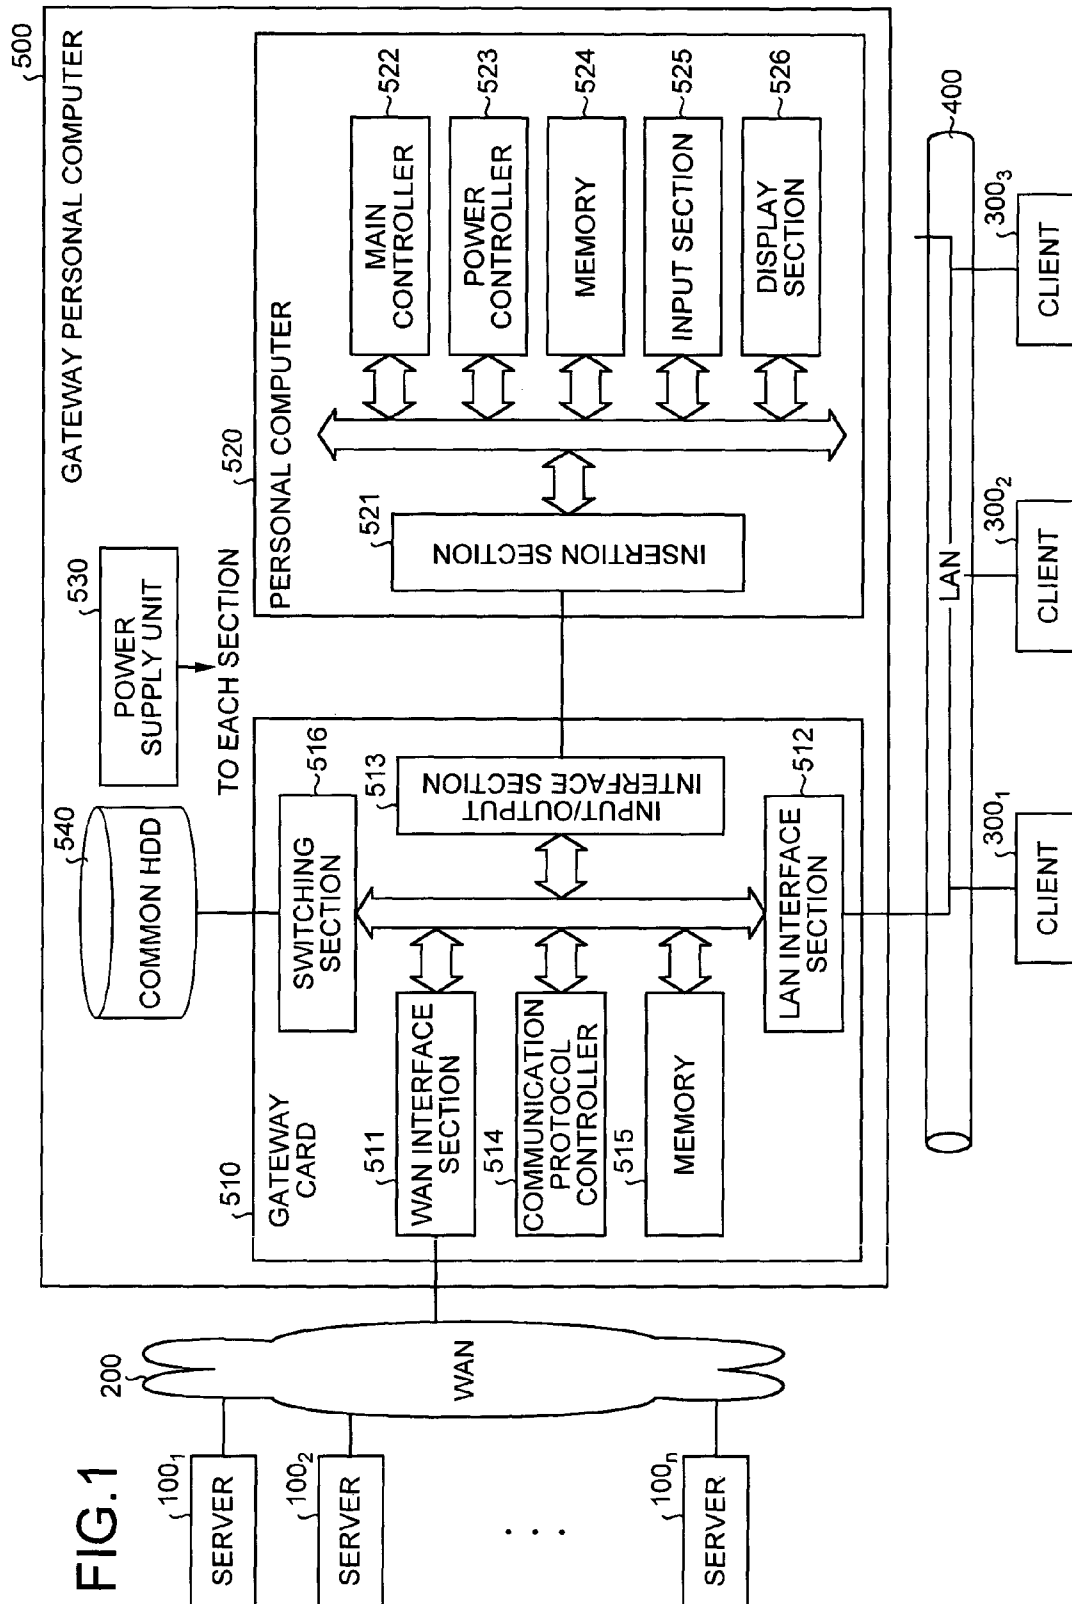 FIG.1
500
GATEWAY PERSONAL COMPUTER
540
COMMON HDD
530
POWER
SUPPLY UNIT
TO EACH SECTION
510
GATEWAY
CARD
511
WAN INTERFACE
SECTION
514
COMMUNICATION
PROTOCOL
CONTROLLER
515
MEMORY
516
SWITCHING
SECTION
513
INPUT/OUTPUT
INTERFACE SECTION
512
LAN INTERFACE
SECTION
520
PERSONAL COMPUTER
521
INSERTION SECTION
522
MAIN
CONTROLLER
523
POWER
CONTROLLER
524
MEMORY
525
INPUT SECTION
526
DISPLAY
SECTION
200
WAN
100₁
SERVER
100₂
SERVER
· · ·
100ₙ
SERVER
LAN
400
300₁
CLIENT
300₂
CLIENT
300₃
CLIENT